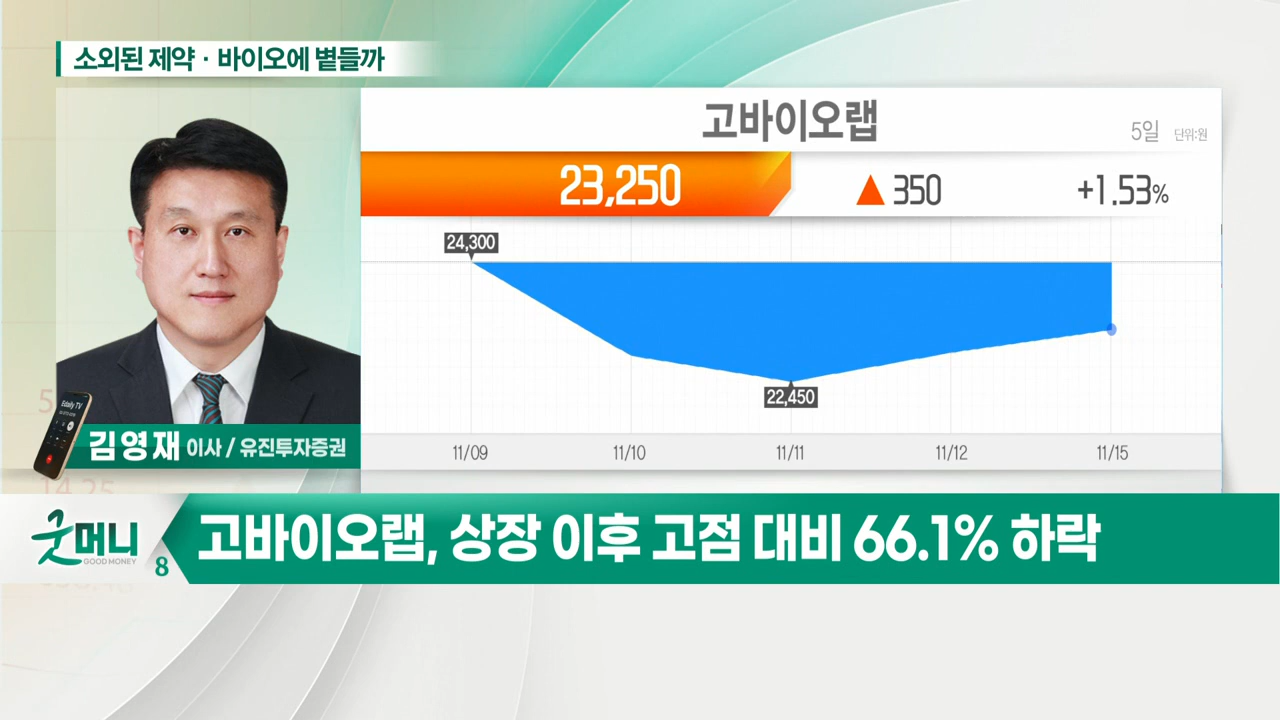 소외된 제약 · 바이오에 볕들까
고바이오랩
5일 단위:원
23,250 ▲ 350 +1.53%
24,300
22,450
11/09 11/10 11/11 11/12 11/15
Edaily TV
김영재 이사 / 유진투자증권
굿머니
GOOD MONEY
8
고바이오랩, 상장 이후 고점 대비 66.1% 하락